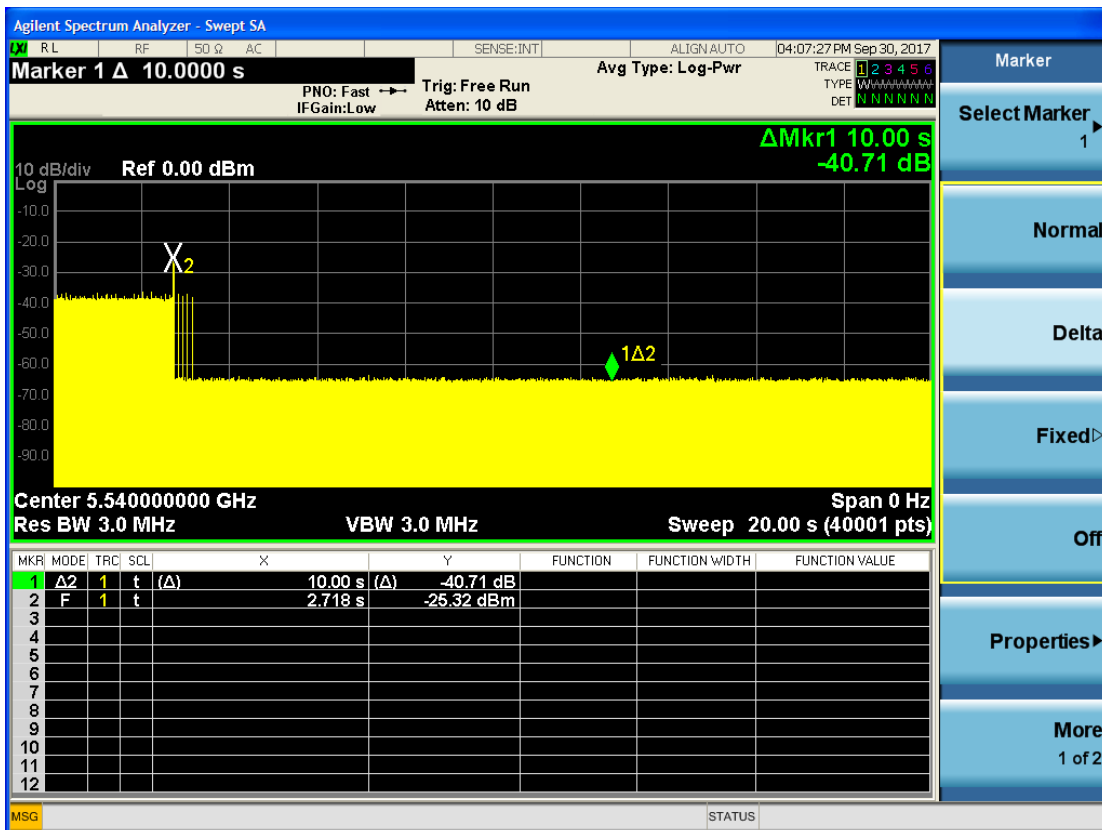 Agilent Spectrum Analyzer - Swept SA
LXI RL RF 50 Ω AC SENSE:INT ALIGN AUTO 04:07:27 PM Sep 30, 2017
Marker 1 Δ 10.0000 s
PNO: Fast
IFGain:Low
Trig: Free Run
Atten: 10 dB
Avg Type: Log-Pwr
TRACE 1 2 3 4 5 6
TYPE WWWWWW
DET N N N N N N
ΔMkr1 10.00 s
-40.71 dB
10 dB/div Ref 0.00 dBm
Log
-10.0
-20.0
-30.0
-40.0
-50.0
-60.0
-70.0
-80.0
-90.0
2
1Δ2
Center 5.540000000 GHz Span 0 Hz
Res BW 3.0 MHz VBW 3.0 MHz Sweep 20.00 s (40001 pts)
MKR MODE TRC SCL X Y FUNCTION FUNCTION WIDTH FUNCTION VALUE
1 Δ2 1 t (Δ) 10.00 s (Δ) -40.71 dB
2 F 1 t 2.718 s -25.32 dBm
3
4
5
6
7
8
9
10
11
12
MSG STATUS
Marker
Select Marker
1
Normal
Delta
Fixed
Off
Properties
More
1 of 2